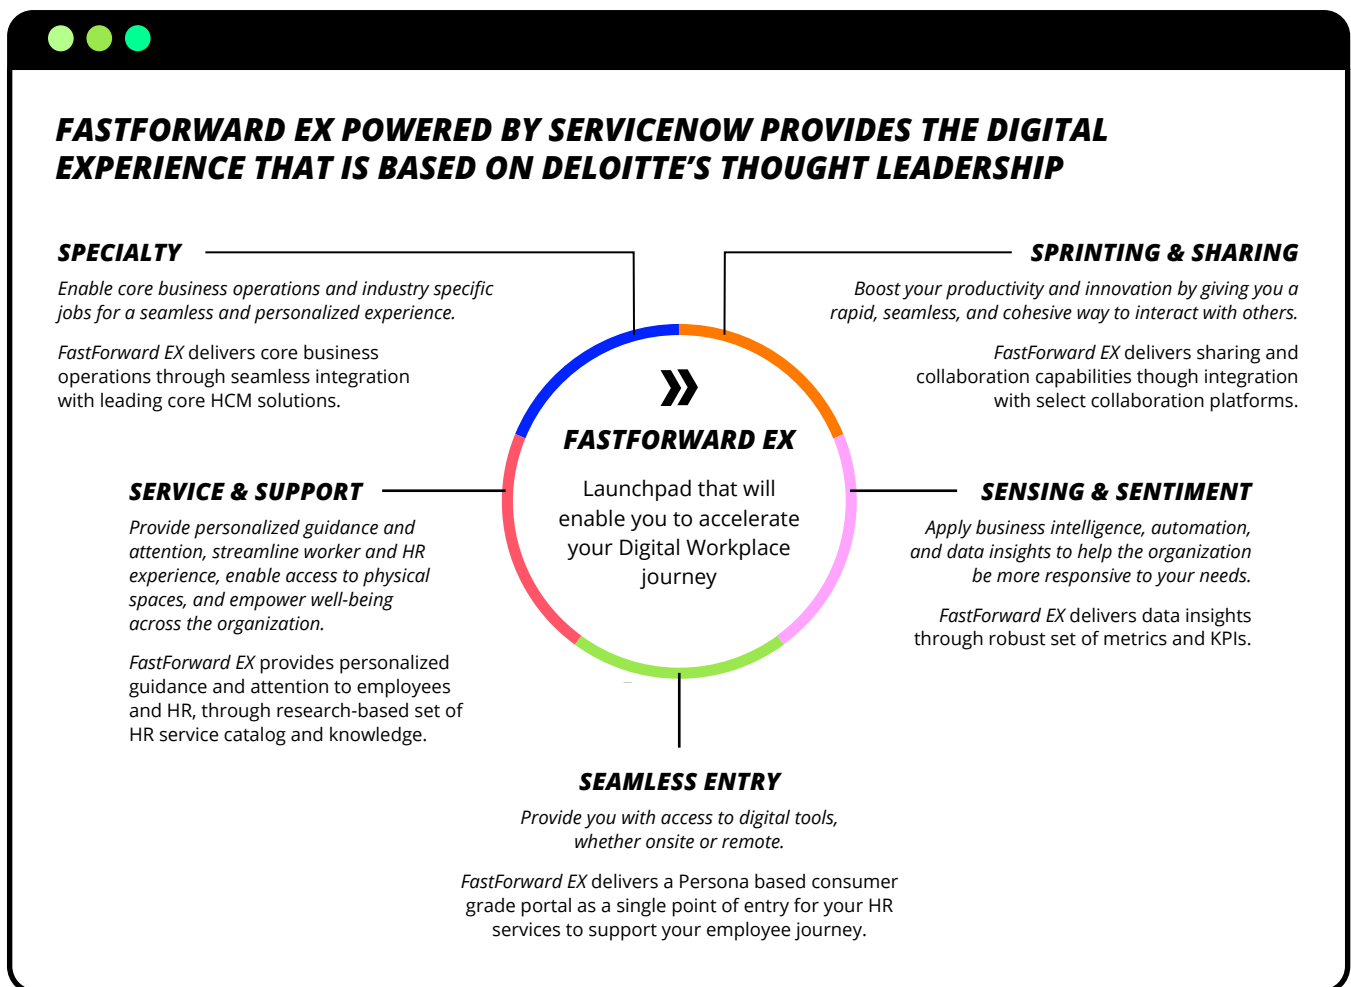 FASTFORWARD EX POWERED BY SERVICENOW PROVIDES THE DIGITAL
EXPERIENCE THAT IS BASED ON DELOITTE’S THOUGHT LEADERSHIP
SPECIALTY
Enable core business operations and industry specific
jobs for a seamless and personalized experience.
FastForward EX delivers core business
operations through seamless integration
with leading core HCM solutions.
SPRINTING & SHARING
Boost your productivity and innovation by giving you a
rapid, seamless, and cohesive way to interact with others.
FastForward EX delivers sharing and
collaboration capabilities though integration
with select collaboration platforms.
FASTFORWARD EX
Launchpad that will
enable you to accelerate
your Digital Workplace
journey
SERVICE & SUPPORT
Provide personalized guidance and
attention, streamline worker and HR
experience, enable access to physical
spaces, and empower well-being
across the organization.
FastForward EX provides personalized
guidance and attention to employees
and HR, through research-based set of
HR service catalog and knowledge.
SENSING & SENTIMENT
Apply business intelligence, automation,
and data insights to help the organization
be more responsive to your needs.
FastForward EX delivers data insights
through robust set of metrics and KPIs.
SEAMLESS ENTRY
Provide you with access to digital tools,
whether onsite or remote.
FastForward EX delivers a Persona based consumer
grade portal as a single point of entry for your HR
services to support your employee journey.